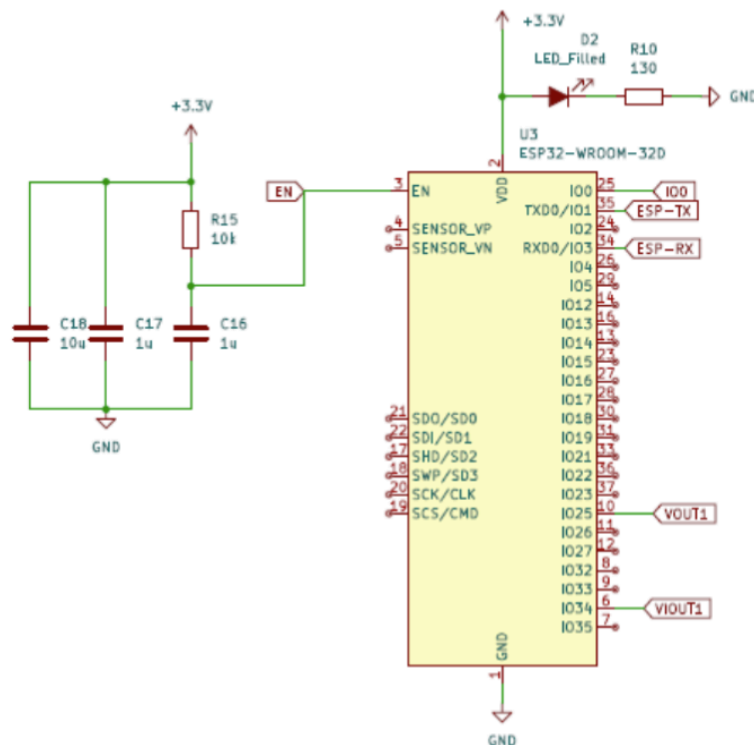 +3.3V
D2
LED_Filled
R10
130
GND
+3.3V
U3
ESP32-WROOM-32D
2
VDD
EN
3
EN
R15
10k
4
SENSOR_VP
5
SENSOR_VN
C18
10u
C17
1u
C16
1u
GND
21
SDO/SD0
22
SDI/SD1
17
SHD/SD2
18
SWP/SD3
20
SCK/CLK
19
SCS/CMD
IO0
25
IO0
TXD0/IO1
35
ESP-TX
IO2
24
RXD0/IO3
34
ESP-RX
IO4
26
IO5
29
IO12
14
IO13
16
IO14
13
IO15
23
IO16
27
IO17
28
IO18
30
IO19
31
IO21
33
IO22
36
IO23
37
IO25
10
VOUT1
IO26
11
IO27
12
IO32
8
IO33
9
IO34
6
VIOUT1
IO35
7
GND
1
GND